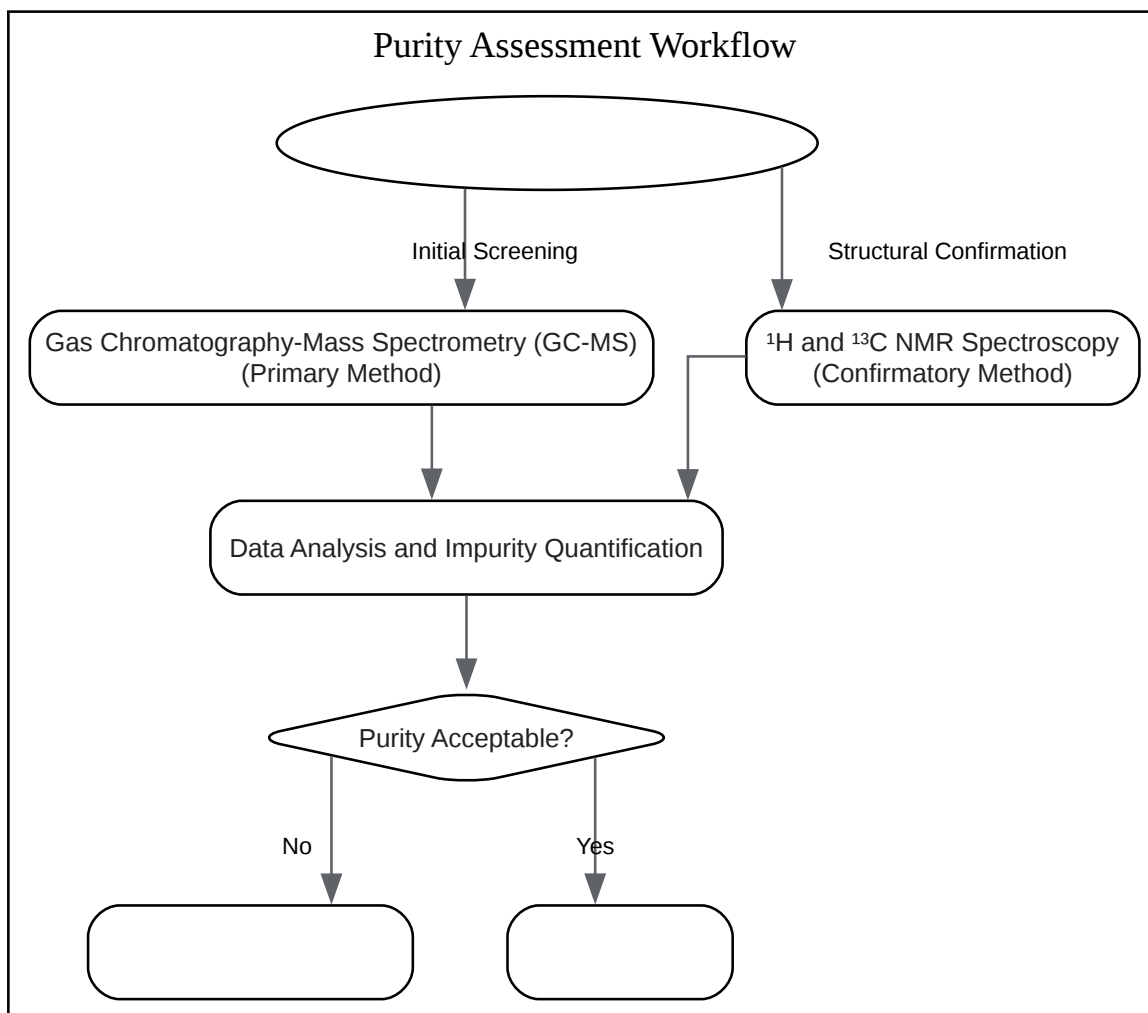 Purity Assessment Workflow
Initial Screening
Structural Confirmation
Gas Chromatography-Mass Spectrometry (GC-MS)
(Primary Method)
¹H and ¹³C NMR Spectroscopy
(Confirmatory Method)
Data Analysis and Impurity Quantification
Purity Acceptable?
No
Yes